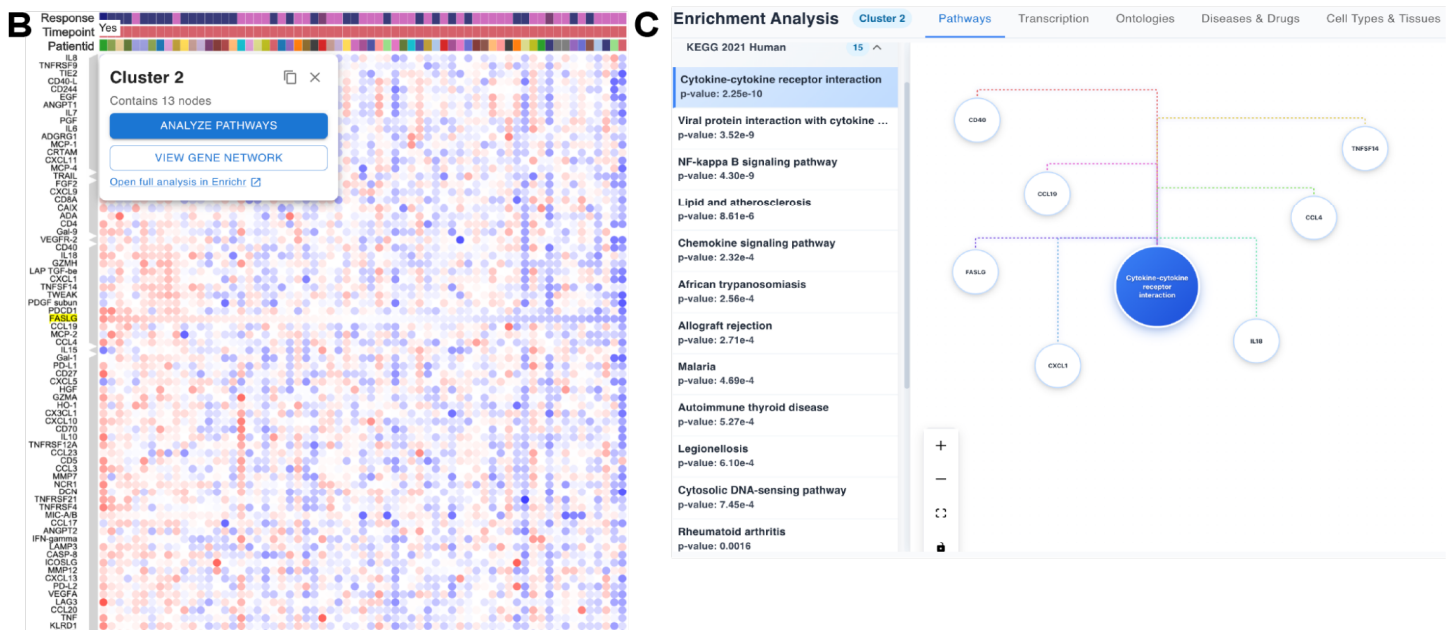 B
Response
Yes
Timepoint
Patientid
IL8
TNFRSF9
TIE2
CD40-L
CD244
EGF
ANGPT1
IL7
PGF
IL6
ADGRG1
MCP-1
CRTAM
CXCL11
MCP-4
TRAIL
FGF2
CXCL9
CD8A
CAIX
ADA
CD4
Gal-9
VEGFR-2
CD40
IL18
GZMH
LAP TGF-be
CXCL1
TNFSF14
TWEAK
PDGF subun
PDCD1
FASLG
CCL19
MCP-2
CCL4
IL15
Gal-1
PD-L1
CD27
CXCL5
HGF
GZMA
HO-1
CX3CL1
CXCL10
CD70
IL10
TNFRSF12A
CCL23
CD5
CCL3
MMP7
NCR1
DCN
TNFRSF21
TNFRSF4
MIC-A/B
CCL17
ANGPT2
IFN-gamma
LAMP3
CASP-8
ICOSLG
MMP12
CXCL13
PD-L2
VEGFA
LAG3
CCL20
TNF
KLRD1
Cluster 2
Contains 13 nodes
ANALYZE PATHWAYS
VIEW GENE NETWORK
Open full analysis in Enrichr
C
Enrichment Analysis Cluster 2 Pathways Transcription Ontologies Diseases & Drugs Cell Types & Tissues
KEGG 2021 Human 15
Cytokine-cytokine receptor interaction
p-value: 2.25e-10
Viral protein interaction with cytokine ...
p-value: 3.52e-9
NF-kappa B signaling pathway
p-value: 4.30e-9
Lipid and atherosclerosis
p-value: 8.61e-6
Chemokine signaling pathway
p-value: 2.32e-4
African trypanosomiasis
p-value: 2.56e-4
Allograft rejection
p-value: 2.71e-4
Malaria
p-value: 4.69e-4
Autoimmune thyroid disease
p-value: 5.27e-4
Legionellosis
p-value: 6.10e-4
Cytosolic DNA-sensing pathway
p-value: 7.45e-4
Rheumatoid arthritis
p-value: 0.0016
CD40
TNFSF14
CCL19
CCL4
FASLG
Cytokine-cytokine
receptor
interaction
IL18
CXCL1